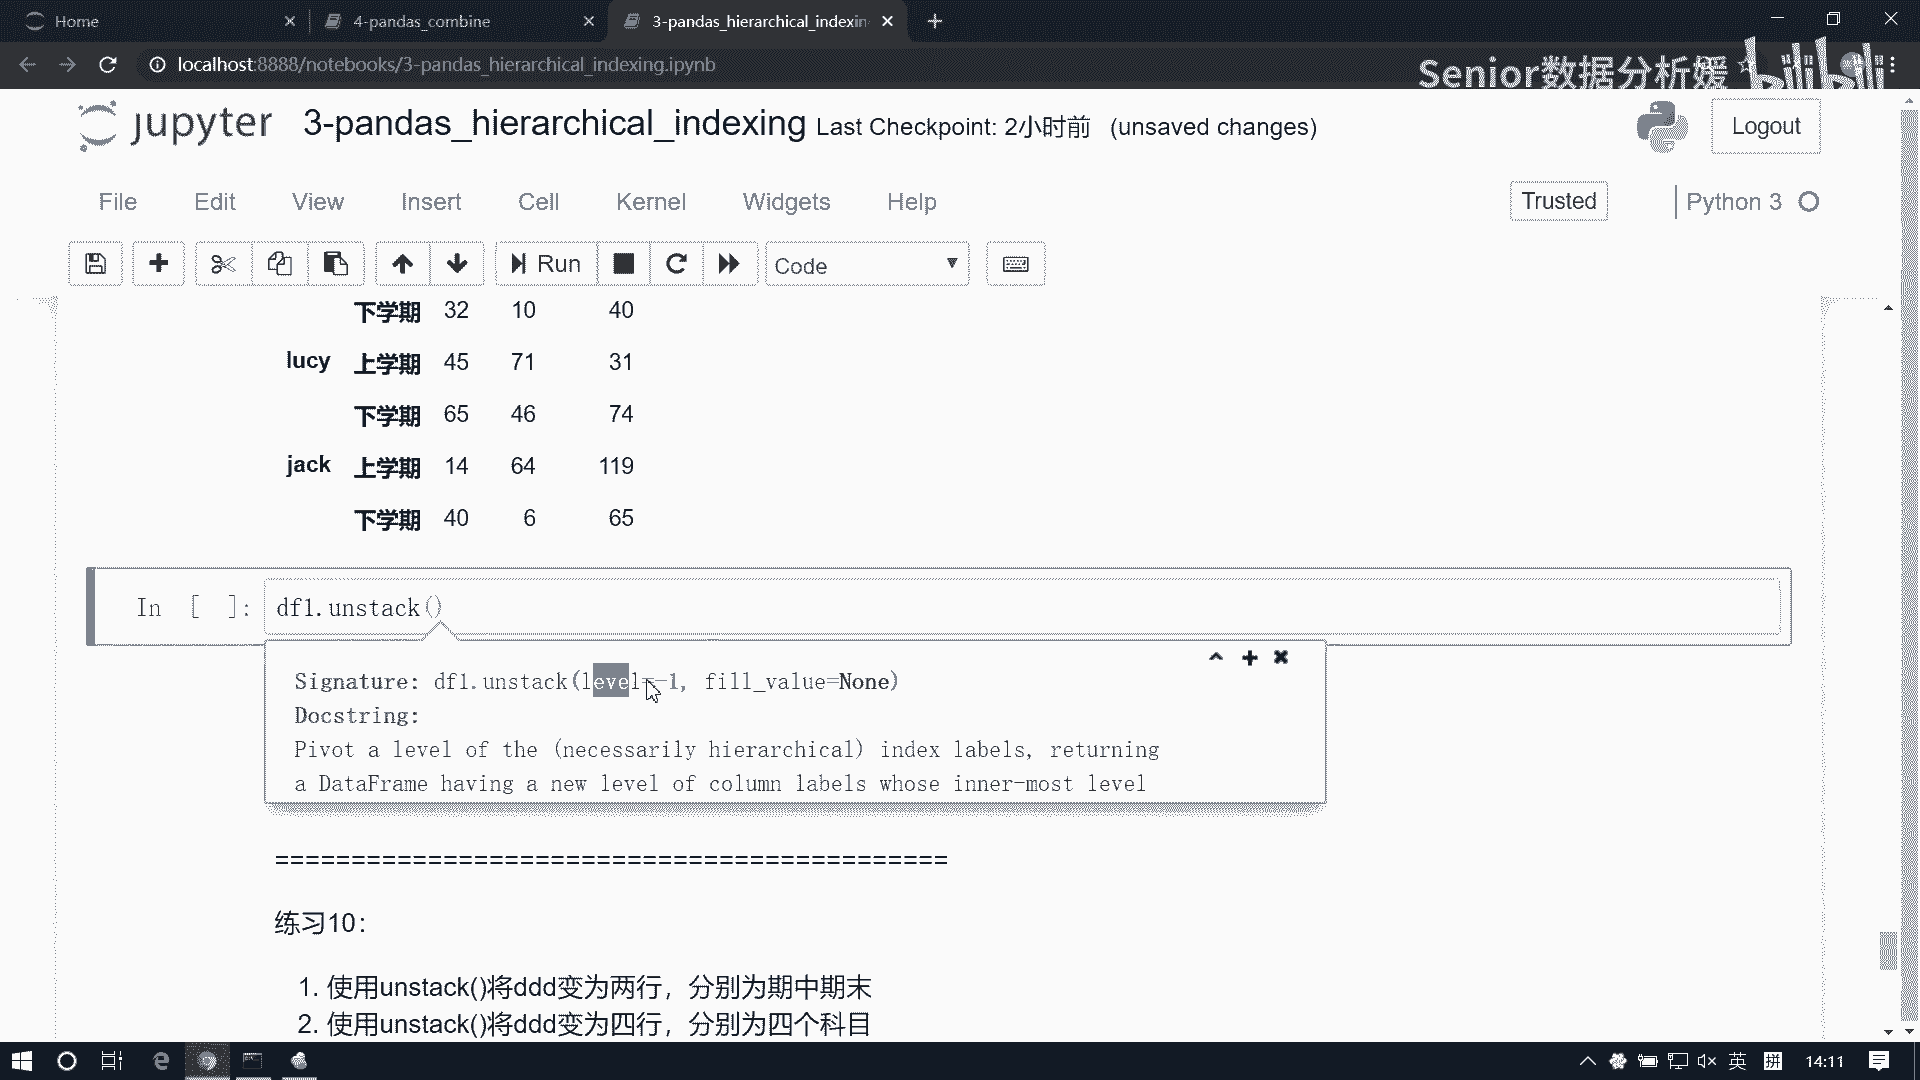 Home
4-pandas_combine
3-pandas_hierarchical_indexin
localhost:8888/notebooks/3-pandas_hierarchical_indexing.ipynb
Senior数据分析媛
bilibili
jupyter 3-pandas_hierarchical_indexing Last Checkpoint: 2小时前 (unsaved changes)
Logout
File Edit View Insert Cell Kernel Widgets Help
Trusted
Python 3
Run
Code
下学期 32 10 40
lucy 上学期 45 71 31
下学期 65 46 74
jack 上学期 14 64 119
下学期 40 6 65
In [ ]: df1.unstack()
Signature: df1.unstack(level=-1, fill_value=None)
Docstring:
Pivot a level of the (necessarily hierarchical) index labels, returning
a DataFrame having a new level of column labels whose inner-most level
==========================================
练习10：
1. 使用unstack()将ddd变为两行，分别为期中期末
2. 使用unstack()将ddd变为四行，分别为四个科目
英
拼
14:11